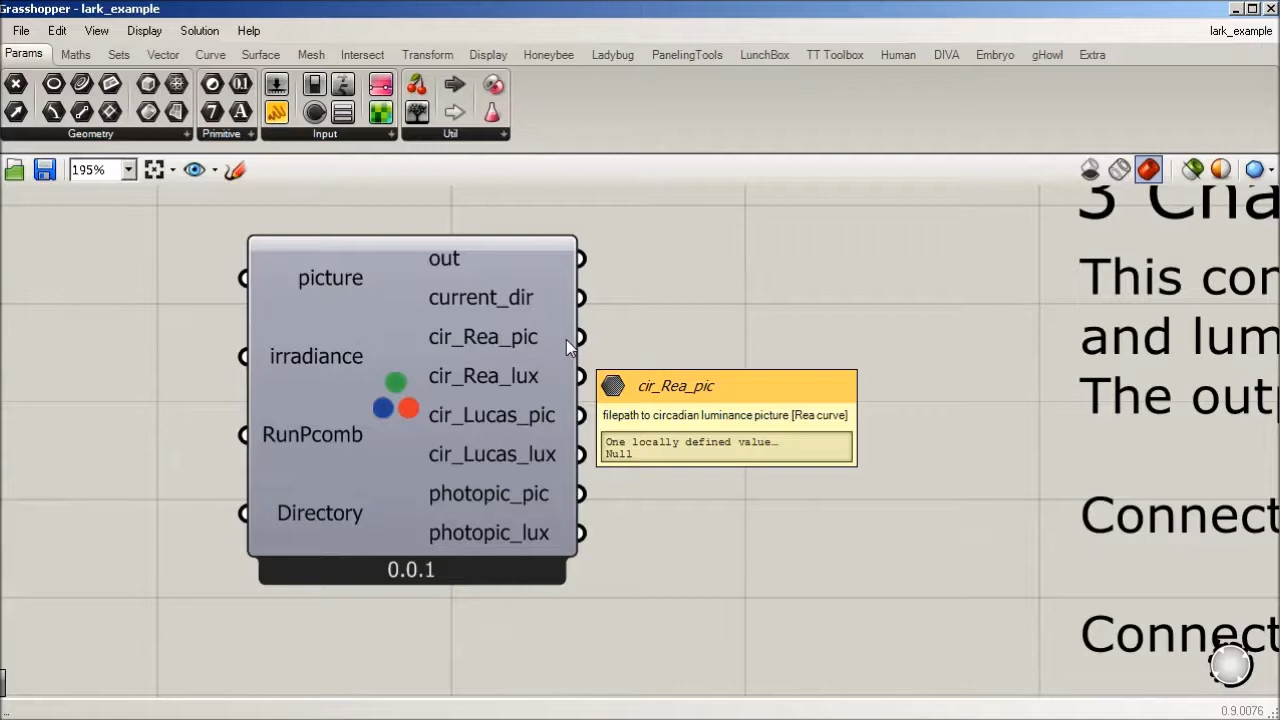 Grasshopper - lark_example
File Edit View Display Solution Help
lark_example
Params Maths Sets Vector Curve Surface Mesh Intersect Transform Display Honeybee Ladybug PanelingTools LunchBox TT Toolbox Human DIVA Embryo gHowl Extra
Geometry Primitive Input Util
195%
3 Cha
out
picture
current_dir
This con
cir_Rea_pic
and lum
irradiance
cir_Rea_lux
cir_Rea_pic
The out
filepath to circadian luminance picture [Rea curve]
cir_Lucas_pic
RunPcomb
One locally defined value…
Null
cir_Lucas_lux
photopic_pic
Directory
Connect
photopic_lux
0.0.1
Connect
0.9.0076